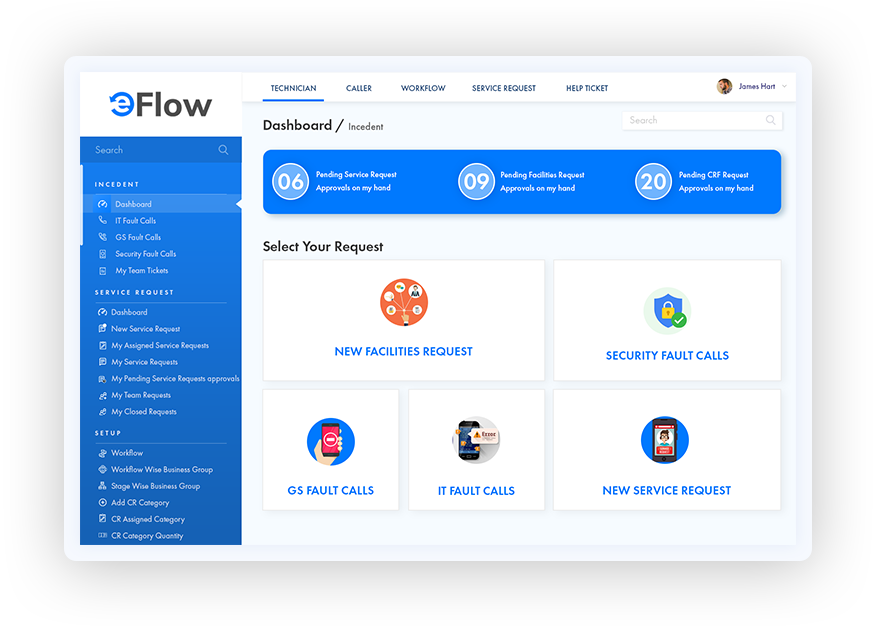 eFlow
Search
INCEDENT
Dashboard
IT Fault Calls
GS Fault Calls
Security Fault Calls
My Team Tickets
SERVICE REQUEST
Dashboard
New Service Request
My Assigned Service Requests
My Service Requests
My Pending Service Requests approvals
My Team Requests
My Closed Requests
SETUP
Workflow
Workflow Wise Business Group
Stage Wise Business Group
Add CR Category
CR Assigned Category
CR Category Quantity
TECHNICIAN CALLER WORKFLOW SERVICE REQUEST HELP TICKET James Hart
Dashboard / Incedent
Search
06 Pending Service Request
Approvals on my hand
09 Pending Facilities Request
Approvals on my hand
20 Pending CRF Request
Approvals on my hand
Select Your Request
NEW FACILITIES REQUEST
SECURITY FAULT CALLS
GS FAULT CALLS
Error
IT FAULT CALLS
NEW SERVICE REQUEST